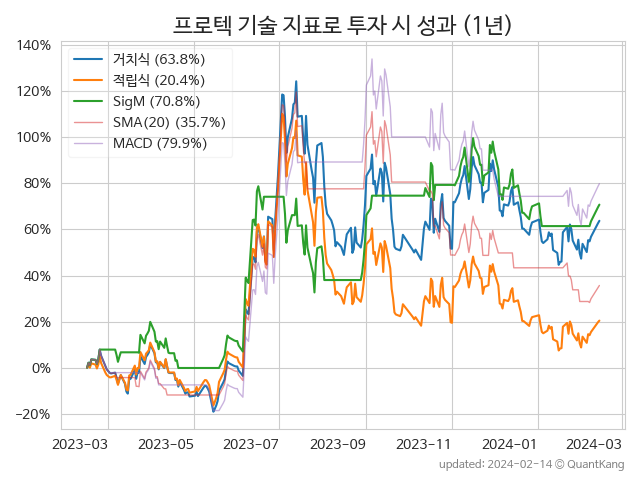 프로텍 기술 지표로 투자 시 성과 (1년)
140%
120%
100%
80%
60%
40%
20%
0%
−20%
거치식 (63.8%)
적립식 (20.4%)
SigM (70.8%)
SMA(20) (35.7%)
MACD (79.9%)
2023-03 2023-05 2023-07 2023-09 2023-11 2024-01 2024-03
updated: 2024-02-14 © QuantKang